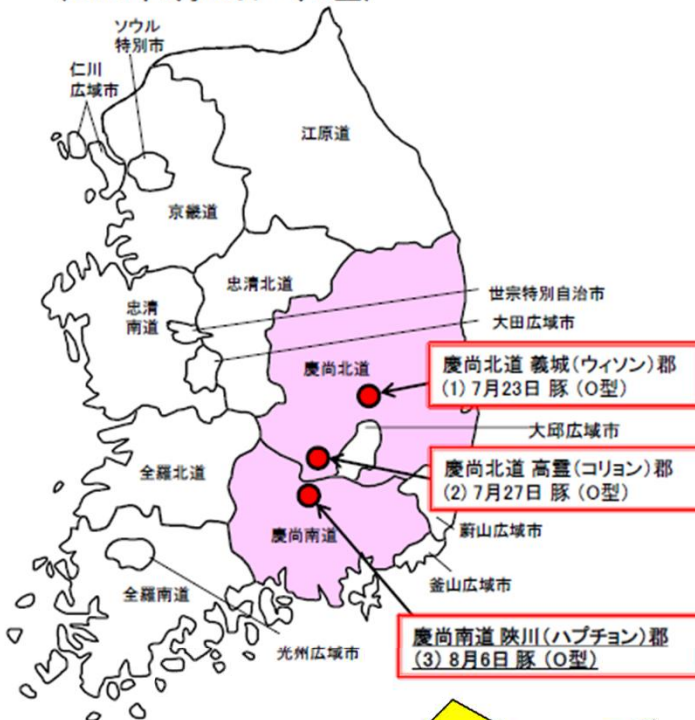 ソウル
特別市
仁川
広域市
江原道
京畿道
忠清北道
忠清
南道
世宗特別自治市
大田広域市
慶尚北道
慶尚北道 義城(ウィソン)郡
(1) 7月23日 豚 (O型)
大邱広域市
慶尚北道 高霊(コリョン)郡
(2) 7月27日 豚 (O型)
全羅北道
慶尚南道
蔚山広域市
釜山広域市
全羅南道
光州広域市
慶尚南道 陜川(ハプチョン)郡
(3) 8月6日 豚 (O型)